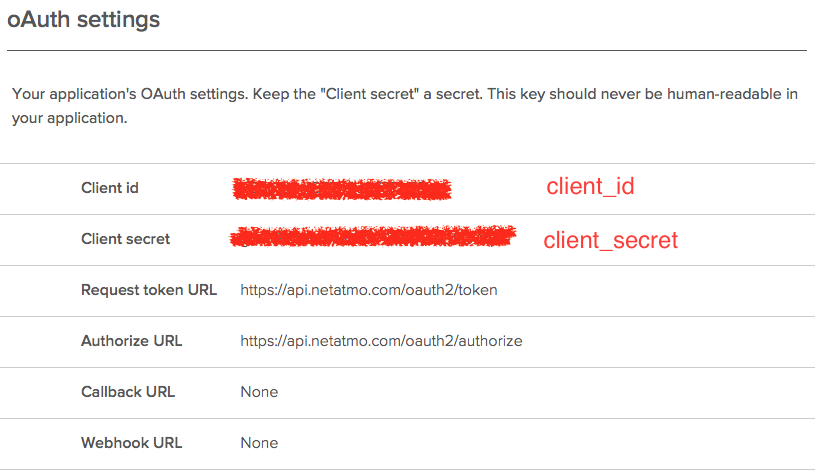 oAuth settings
Your application's OAuth settings. Keep the "Client secret" a secret. This key should never be human-readable in
your application.
Client id client_id
Client secret client_secret
Request token URL https://api.netatmo.com/oauth2/token
Authorize URL https://api.netatmo.com/oauth2/authorize
Callback URL None
Webhook URL None